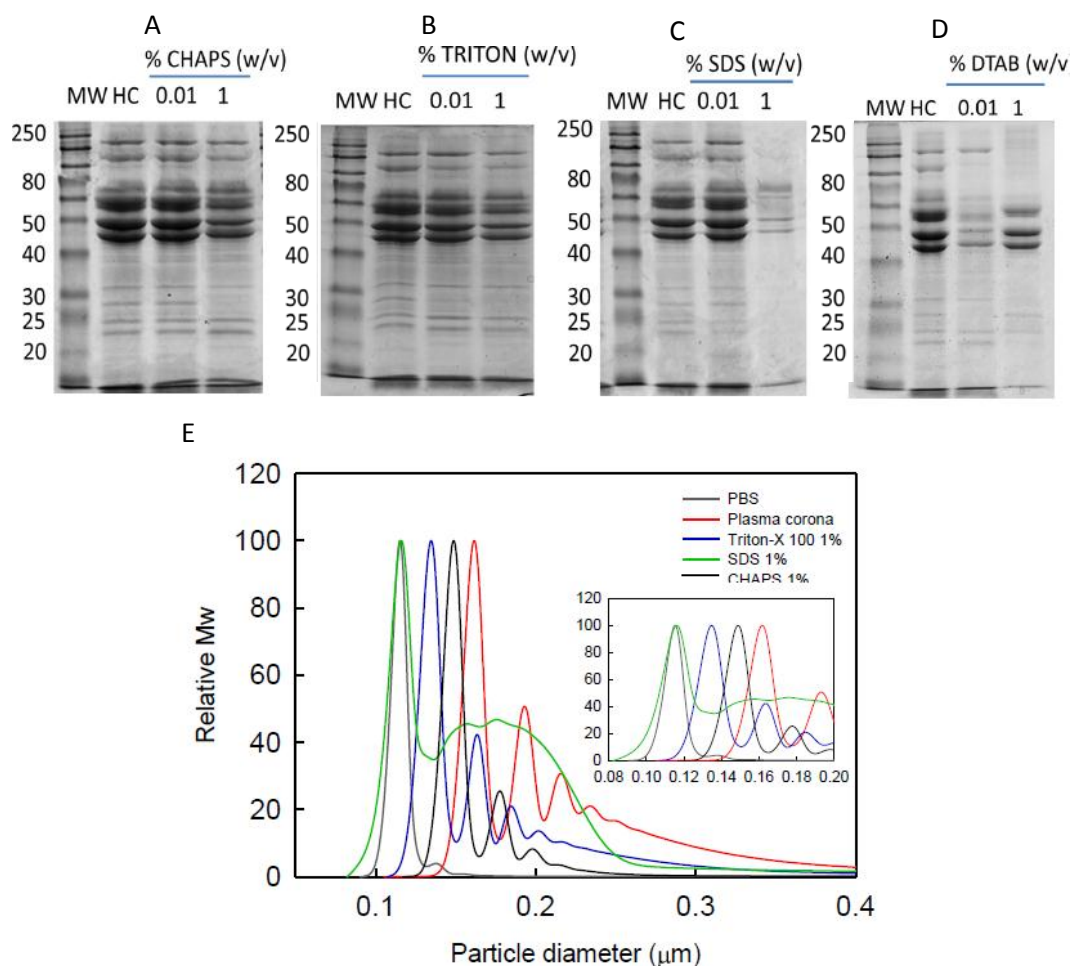 A
% CHAPS (w/v)
MW HC 0.01 1
250
80
50
40
30
25
20
B
% TRITON (w/v)
MW HC 0.01 1
250
80
50
40
30
25
20
C
% SDS (w/v)
MW HC 0.01 1
250
80
50
40
30
25
20
D
% DTAB (w/v
MW HC 0.01 1
250
80
50
40
30
25
20
E
Relative Mw
120
100
80
60
40
20
0
0.1 0.2 0.3 0.4
Particle diameter (μm)
PBS
Plasma corona
Triton-X 100 1%
SDS 1%
CHAPS 1%
120
100
80
60
40
20
0
0.08 0.10 0.12 0.14 0.16 0.18 0.20